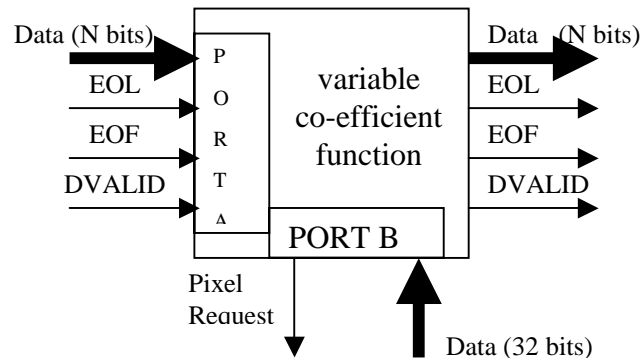 Data (N bits)
EOL
EOF
DVALID
P
O
R
T
A
variable
co-efficient
function
PORT B
Data (N bits)
EOL
EOF
DVALID
Pixel
Request
Data (32 bits)